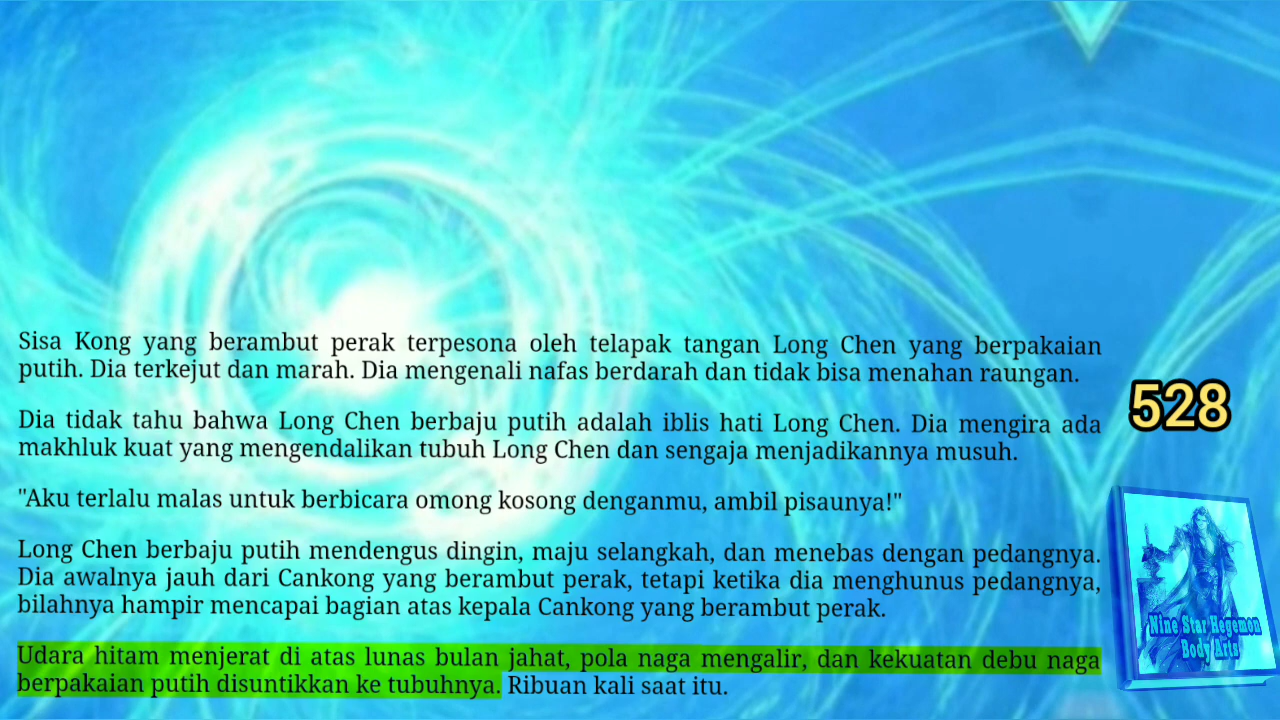 Sisa Kong yang berambut perak terpesona oleh telapak tangan Long Chen yang berpakaian
putih. Dia terkejut dan marah. Dia mengenali nafas berdarah dan tidak bisa menahan raungan.
Dia tidak tahu bahwa Long Chen berbaju putih adalah iblis hati Long Chen. Dia mengira ada
makhluk kuat yang mengendalikan tubuh Long Chen dan sengaja menjadikannya musuh.
528
"Aku terlalu malas untuk berbicara omong kosong denganmu, ambil pisaunya!"
Long Chen berbaju putih mendengus dingin, maju selangkah, dan menebas dengan pedangnya.
Dia awalnya jauh dari Cankong yang berambut perak, tetapi ketika dia menghunus pedangnya,
bilahnya hampir mencapai bagian atas kepala Cankong yang berambut perak.
Udara hitam menjerat di atas lunas bulan jahat, pola naga mengalir, dan kekuatan debu naga
berpakaian putih disuntikkan ke tubuhnya. Ribuan kali saat itu.
Nine Star Hegemon
Body Arts